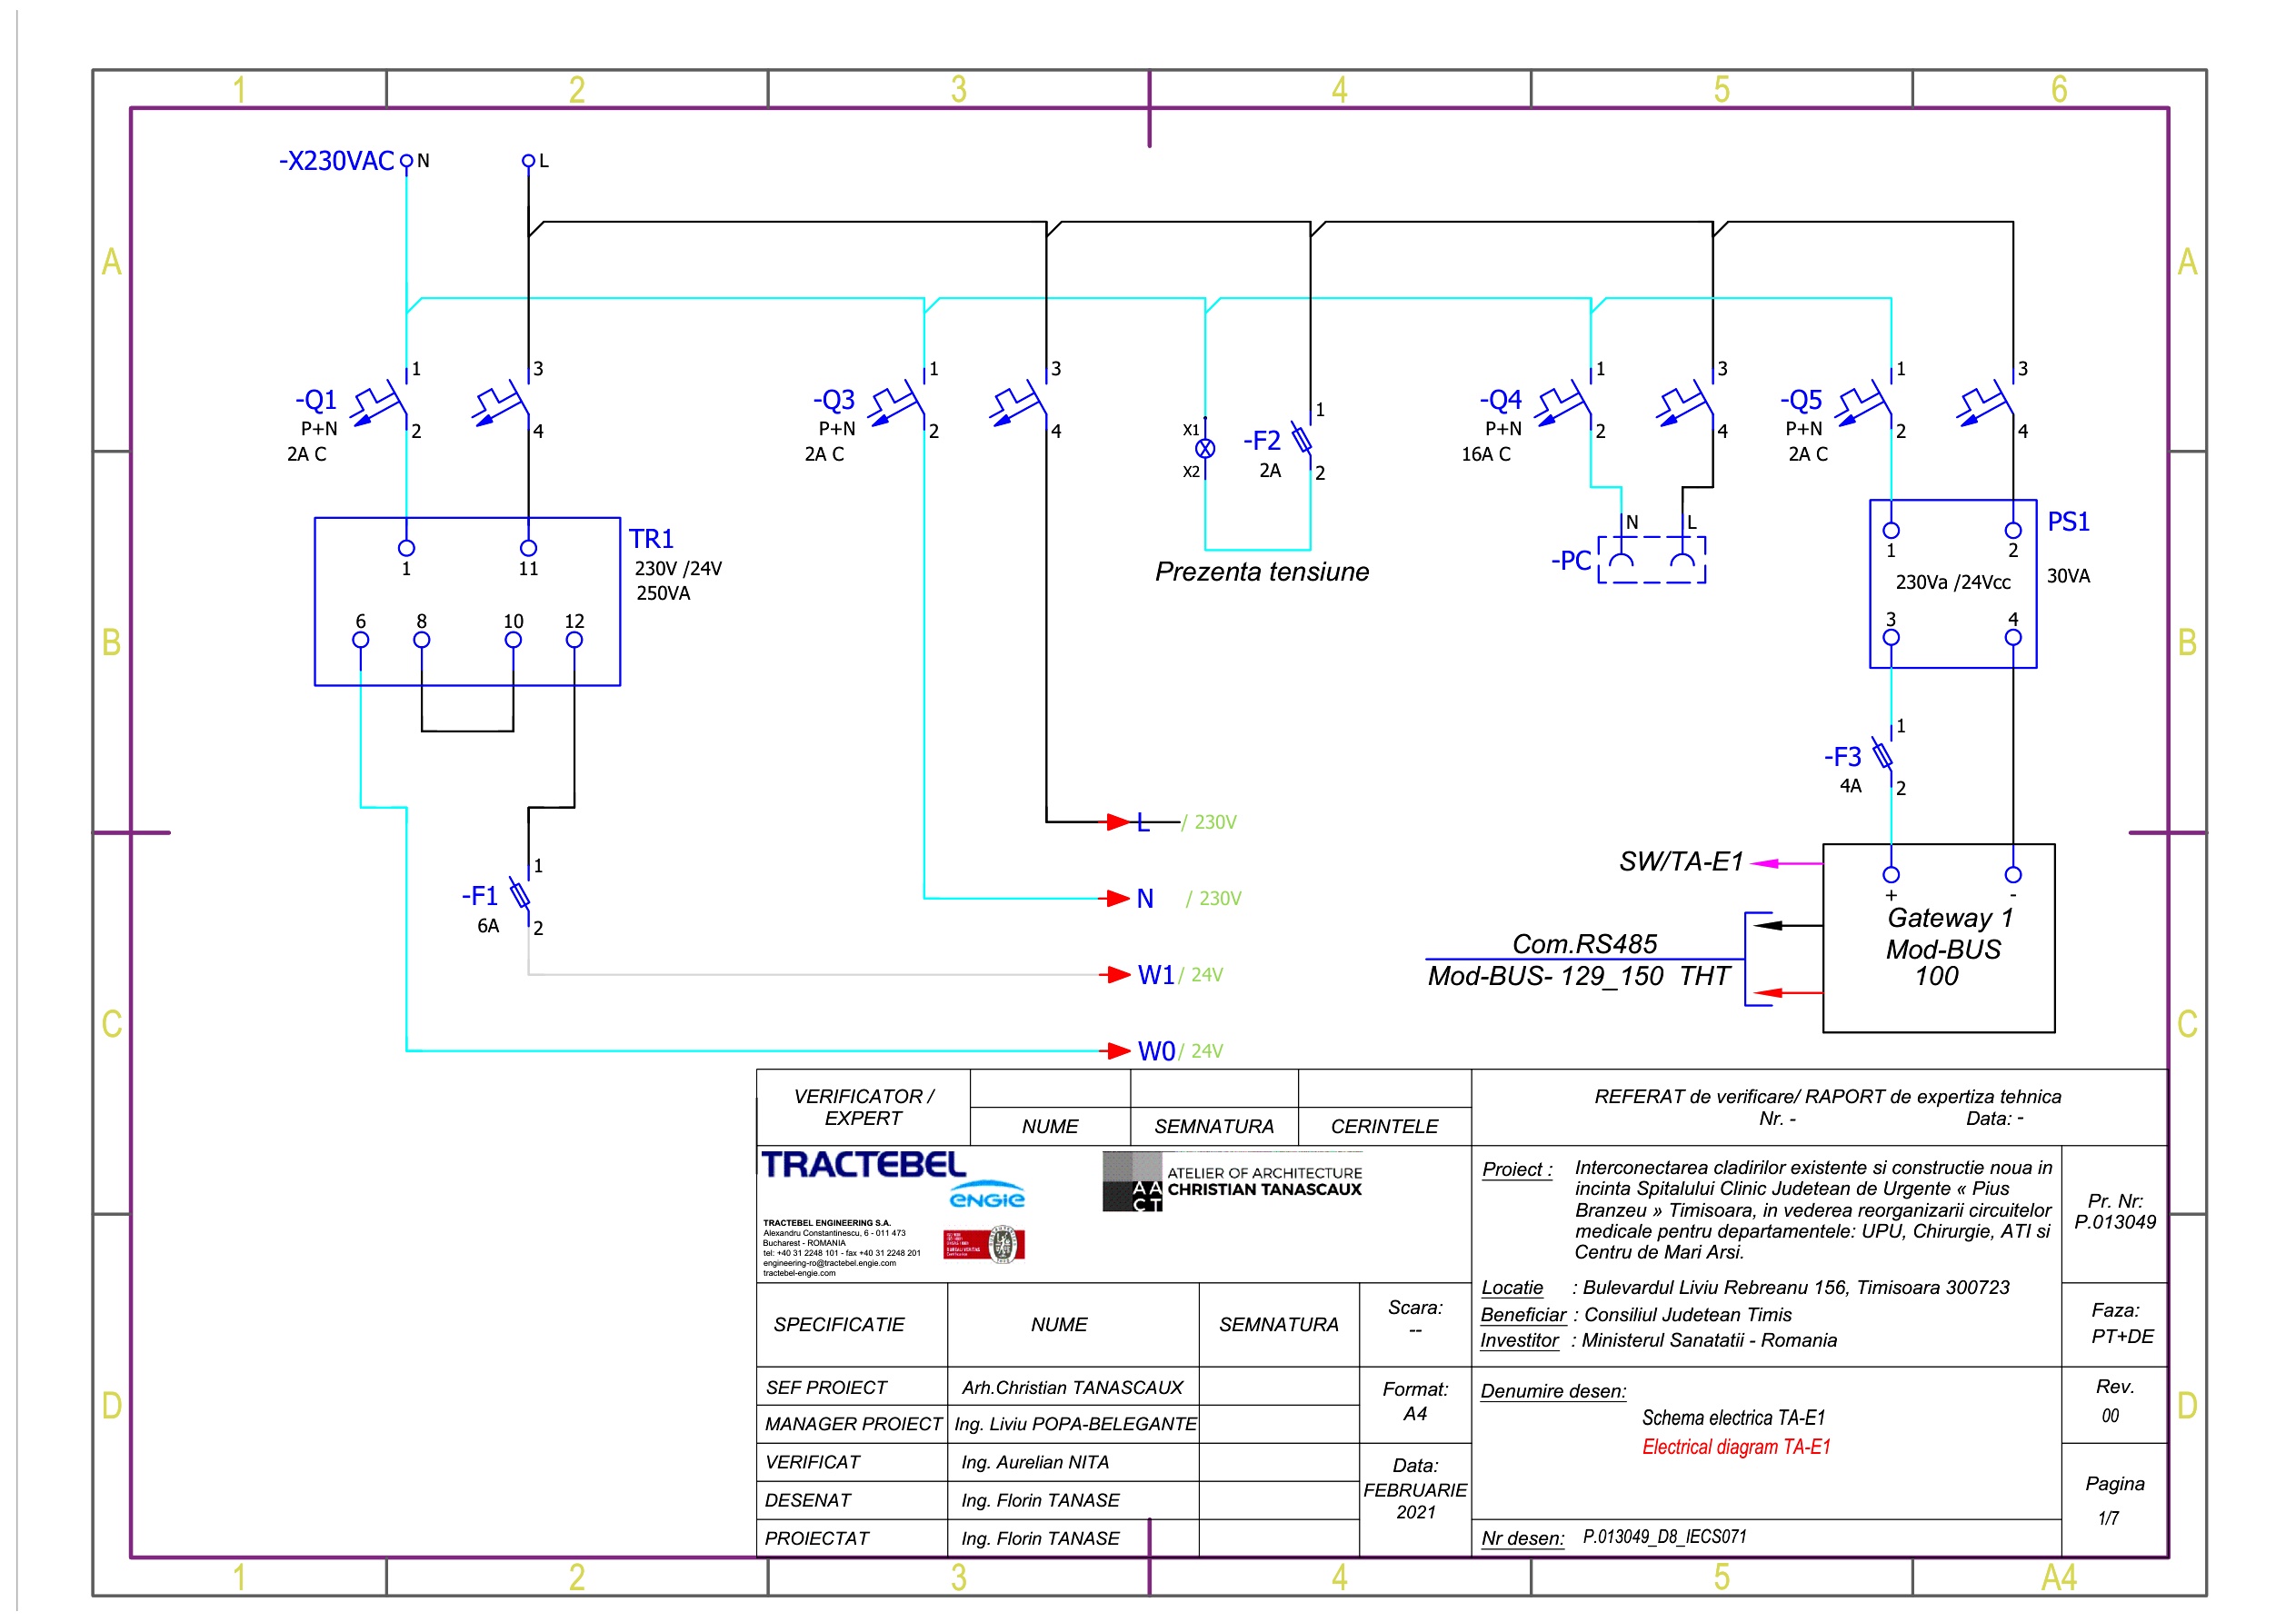 1 2 3 4 5 6
-X230VAC N L
A A
1 3 1 3 1 3 1 3
-Q1 -Q3 -Q4 -Q5
P+N P+N P+N P+N
2A C 2A C 16A C 2A C
2 4 2 4 2 4 2 4
X1 1
-F2
X2 2A 2
N L
-PC
Prezenta tensiune
TR1
230V /24V
250VA
1 11
6 8 10 12
PS1
1 2
230Va /24Vcc 30VA
3 4
B B
1
-F3
4A
2
L / 230V
N / 230V
W1 / 24V
W0 / 24V
1
-F1
6A
2
SW/TA-E1
+ -
Gateway 1
Mod-BUS
100
Com.RS485
Mod-BUS- 129_150 THT
C C
VERIFICATOR /
EXPERT
NUME SEMNATURA CERINTELE
REFERAT de verificare/ RAPORT de expertiza tehnica
Nr. - Data: -
TRACTEBEL
ENGIE
TRACTEBEL ENGINEERING S.A.
Alexandru Constantinescu, 6 - 011 473
Bucharest - ROMANIA
tel: +40 31 2248 101 - fax +40 31 2248 201
engineering-ro@tractebel.engie.com
tractebel-engie.com
AA
CT
ATELIER OF ARCHITECTURE
CHRISTIAN TANASCAUX
Proiect : Interconectarea cladirilor existente si constructie noua in
incinta Spitalului Clinic Judetean de Urgente « Pius
Branzeu » Timisoara, in vederea reorganizarii circuitelor
medicale pentru departamentele: UPU, Chirurgie, ATI si
Centru de Mari Arsi.
Locatie : Bulevardul Liviu Rebreanu 156, Timisoara 300723
Beneficiar : Consiliul Judetean Timis
Investitor : Ministerul Sanatatii - Romania
Pr. Nr:
P.013049
Faza:
PT+DE
SPECIFICATIE NUME SEMNATURA
Scara:
--
SEF PROIECT Arh.Christian TANASCAUX
MANAGER PROIECT Ing. Liviu POPA-BELEGANTE
VERIFICAT Ing. Aurelian NITA
DESENAT Ing. Florin TANASE
PROIECTAT Ing. Florin TANASE
Format:
A4
Data:
FEBRUARIE
2021
Denumire desen:
Schema electrica TA-E1
Electrical diagram TA-E1
Nr desen: P.013049_D8_IECS071
Rev.
00
Pagina
1/7
D D
1 2 3 4 5 A4